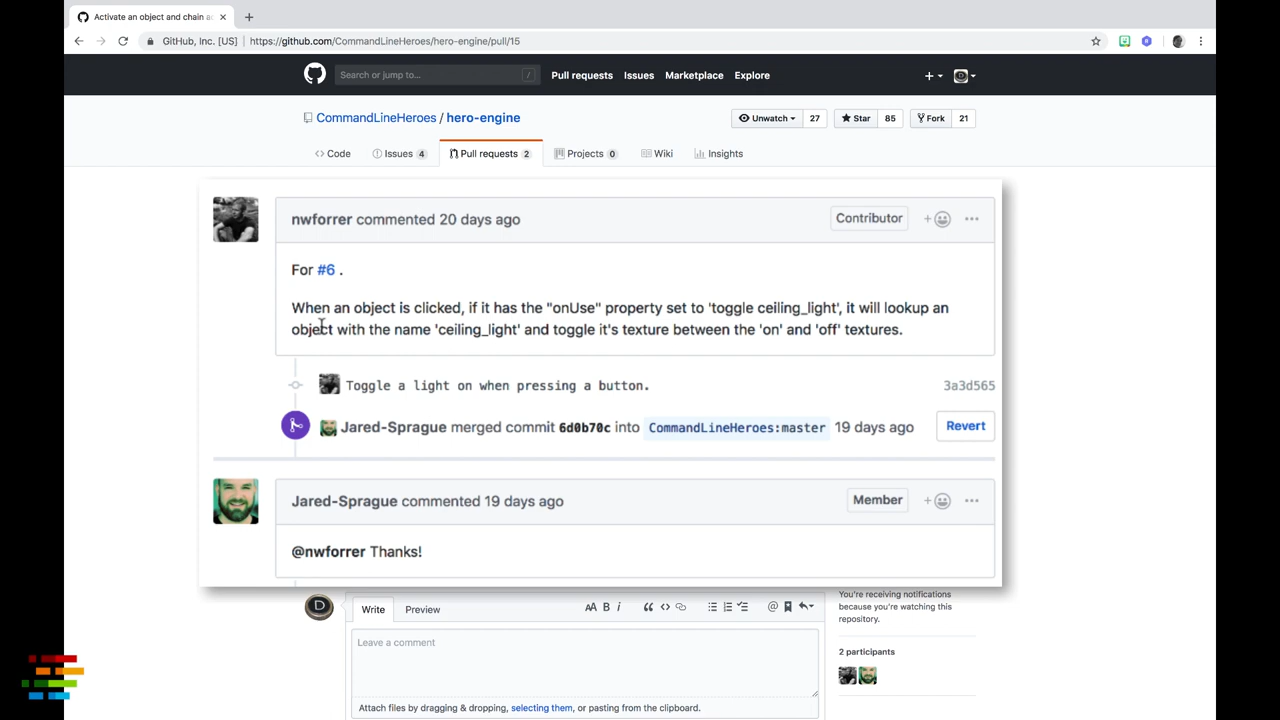 Activate an object and chain a
GitHub, Inc. [US] https://github.com/CommandLineHeroes/hero-engine/pull/15
Search or jump to... / Pull requests Issues Marketplace Explore
CommandLineHeroes / hero-engine Unwatch 27 Star 85 Fork 21
Code Issues 4 Pull requests 2 Projects 0 Wiki Insights
nwforrer commented 20 days ago Contributor
For #6 .
When an object is clicked, if it has the "onUse" property set to 'toggle ceiling_light', it will lookup an
object with the name 'ceiling_light' and toggle it's texture between the 'on' and 'off' textures.
Toggle a light on when pressing a button. 3a3d565
Jared-Sprague merged commit 6d0b70c into CommandLineHeroes:master 19 days ago Revert
Jared-Sprague commented 19 days ago Member
@nwforrer Thanks!
You're receiving notifications
because you're watching this
repository.
D Write Preview AA B i
Leave a comment
2 participants
Attach files by dragging & dropping, selecting them, or pasting from the clipboard.